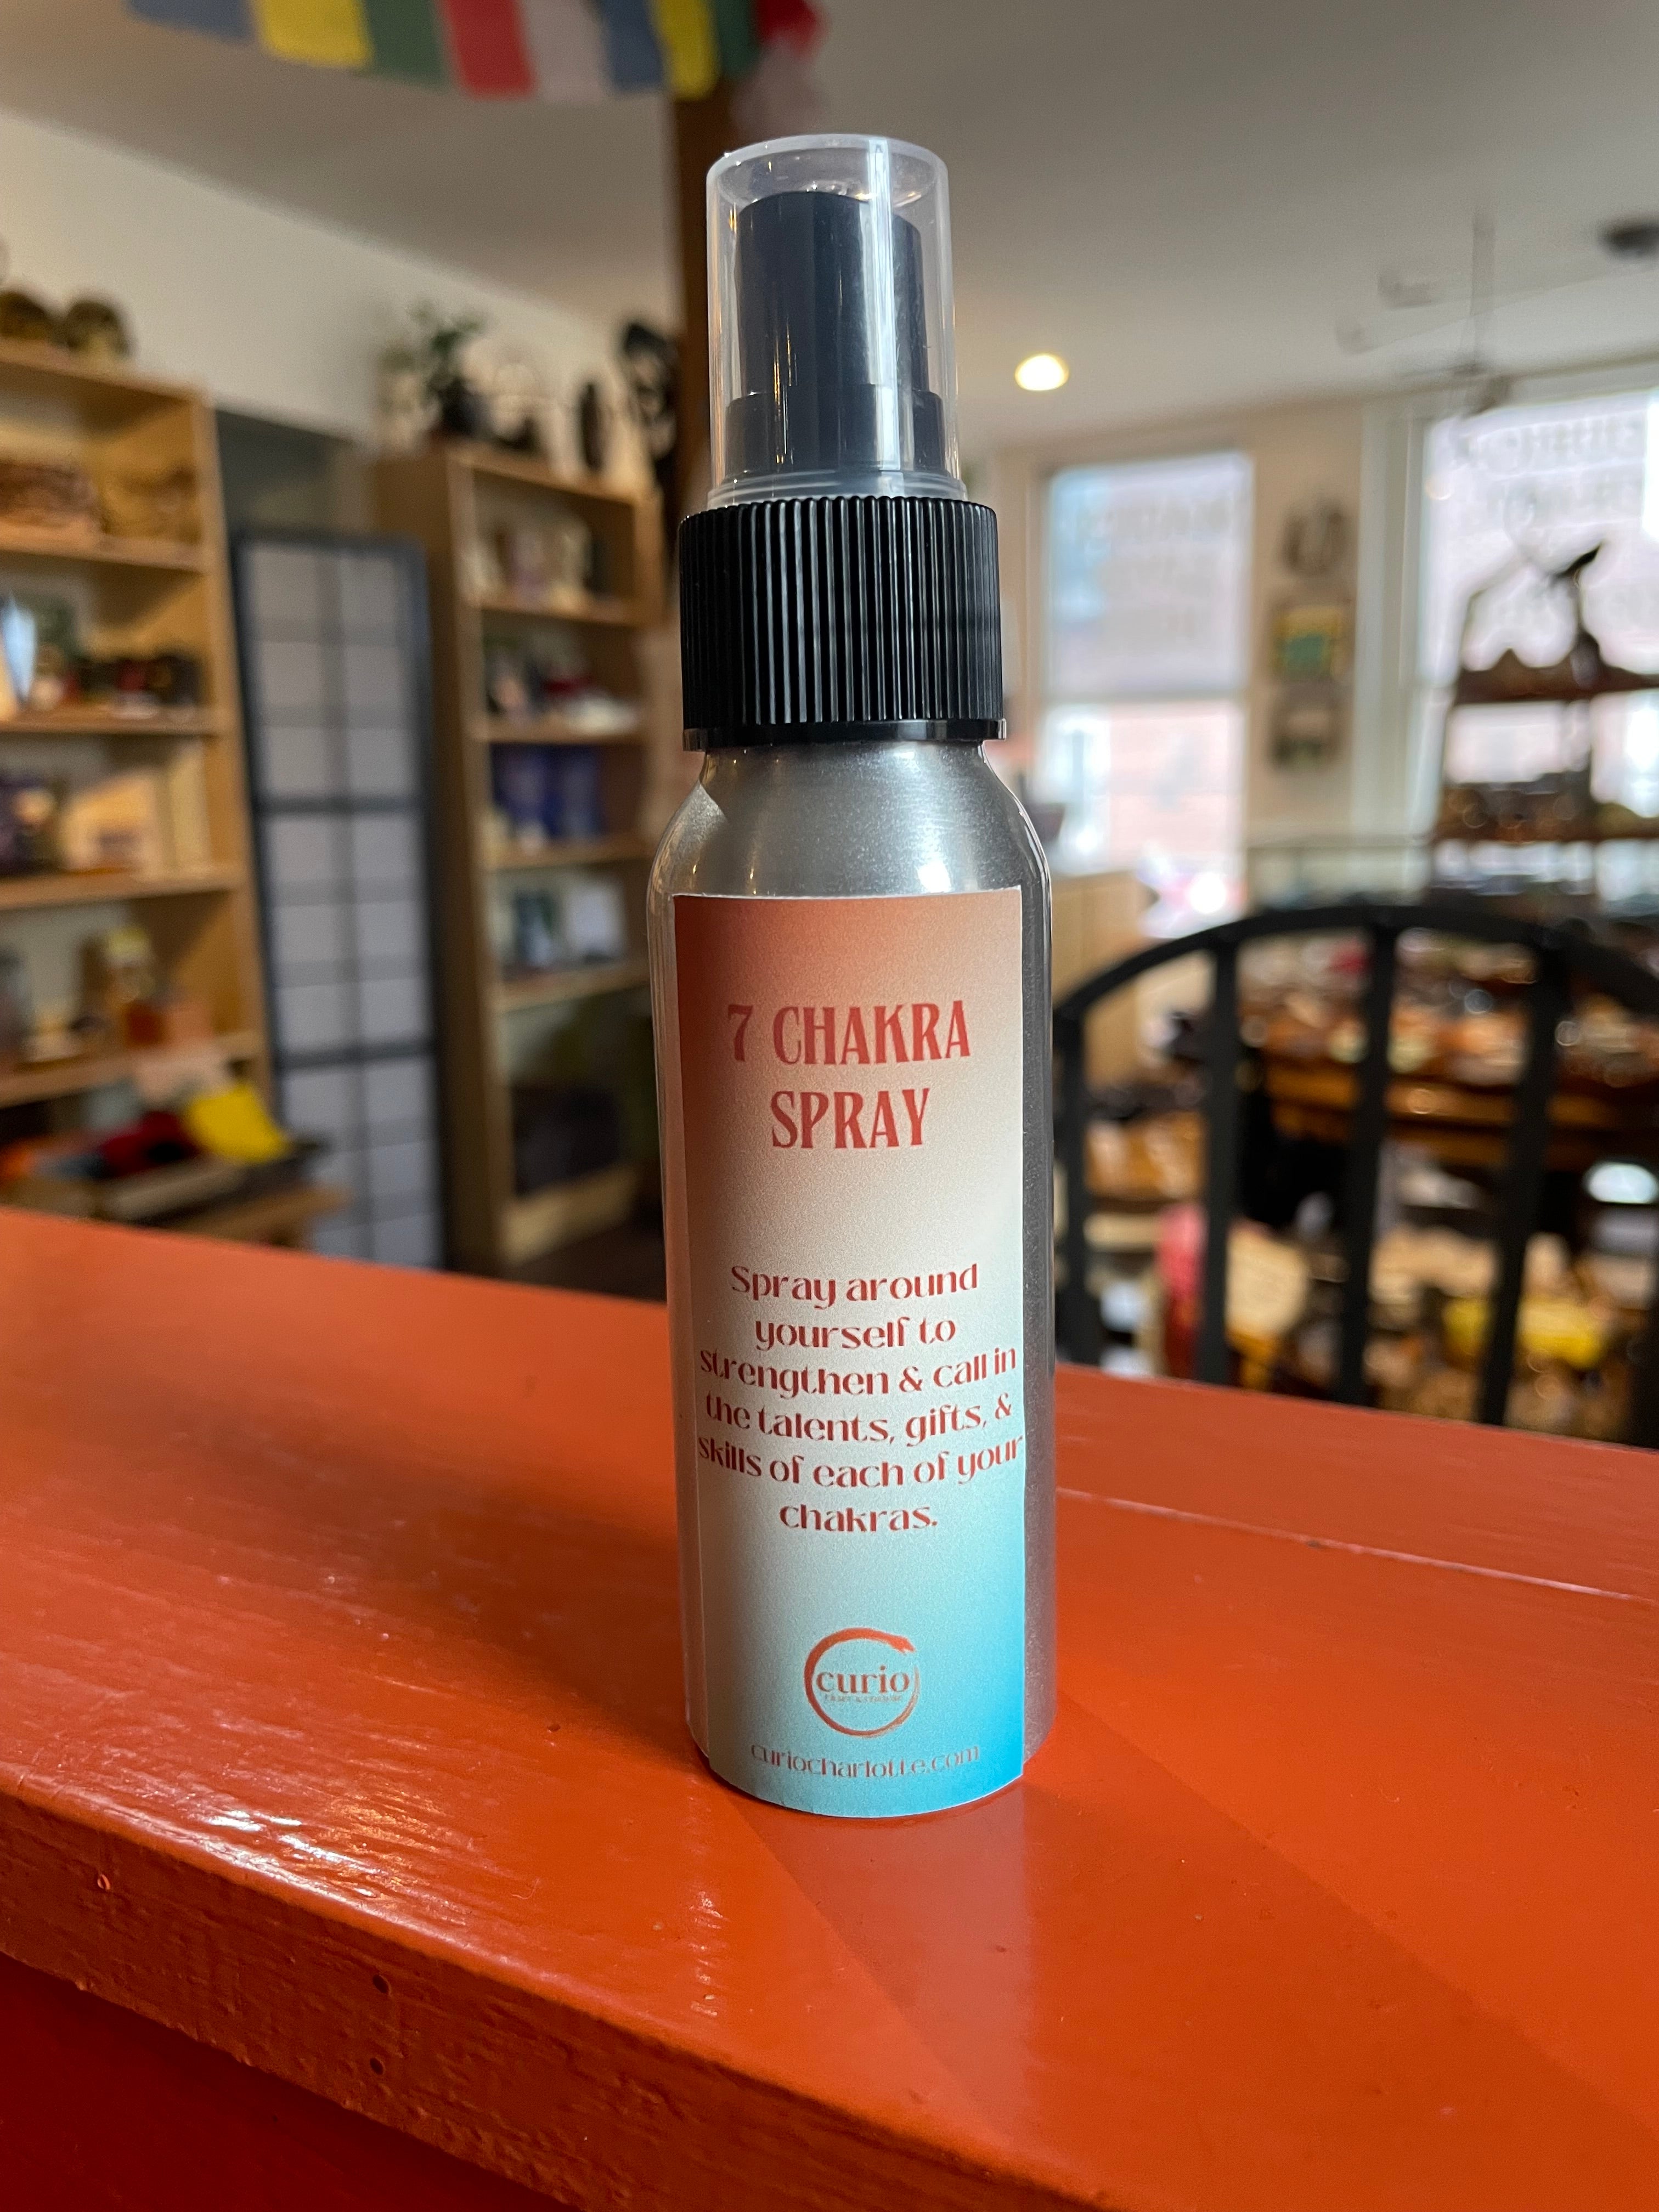 7 CHAKRA
SPRAY
Spray around
yourself to
strengthen & call in
the talents, gifts, &
skills of each of your
chakras.
curio
curiocharlotte.com